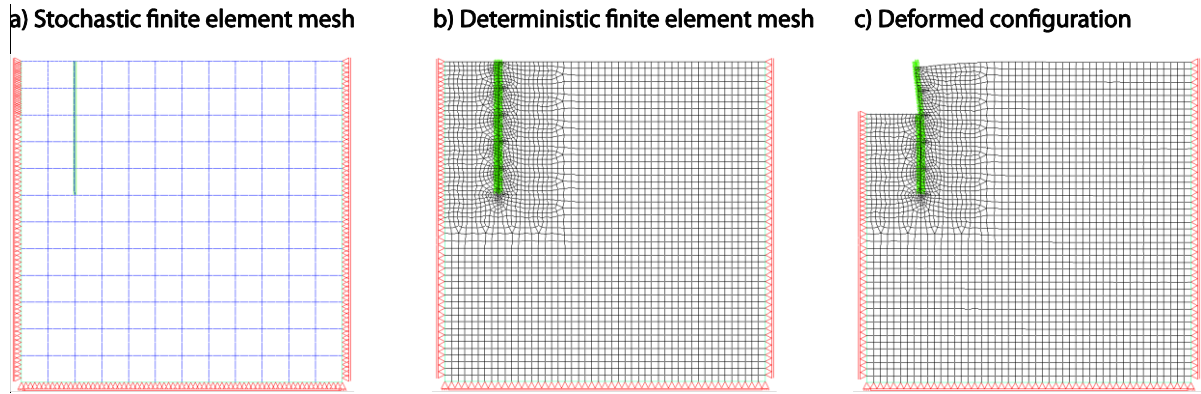 a) Stochastic finite element mesh
b) Deterministic finite element mesh
c) Deformed configuration